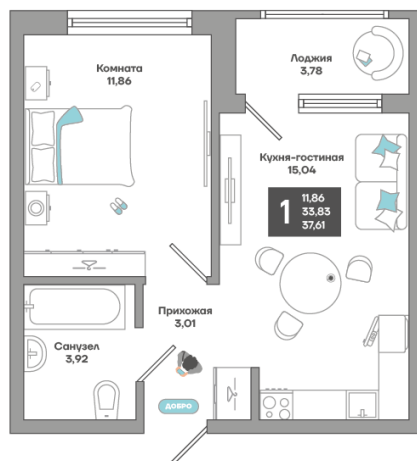 Комната
11,86
Лоджия
3,78
Кухня-гостиная
15,04
1
11,86
33,83
37,61
Прихожая
3,01
Санузел
3,92
ДОБРО